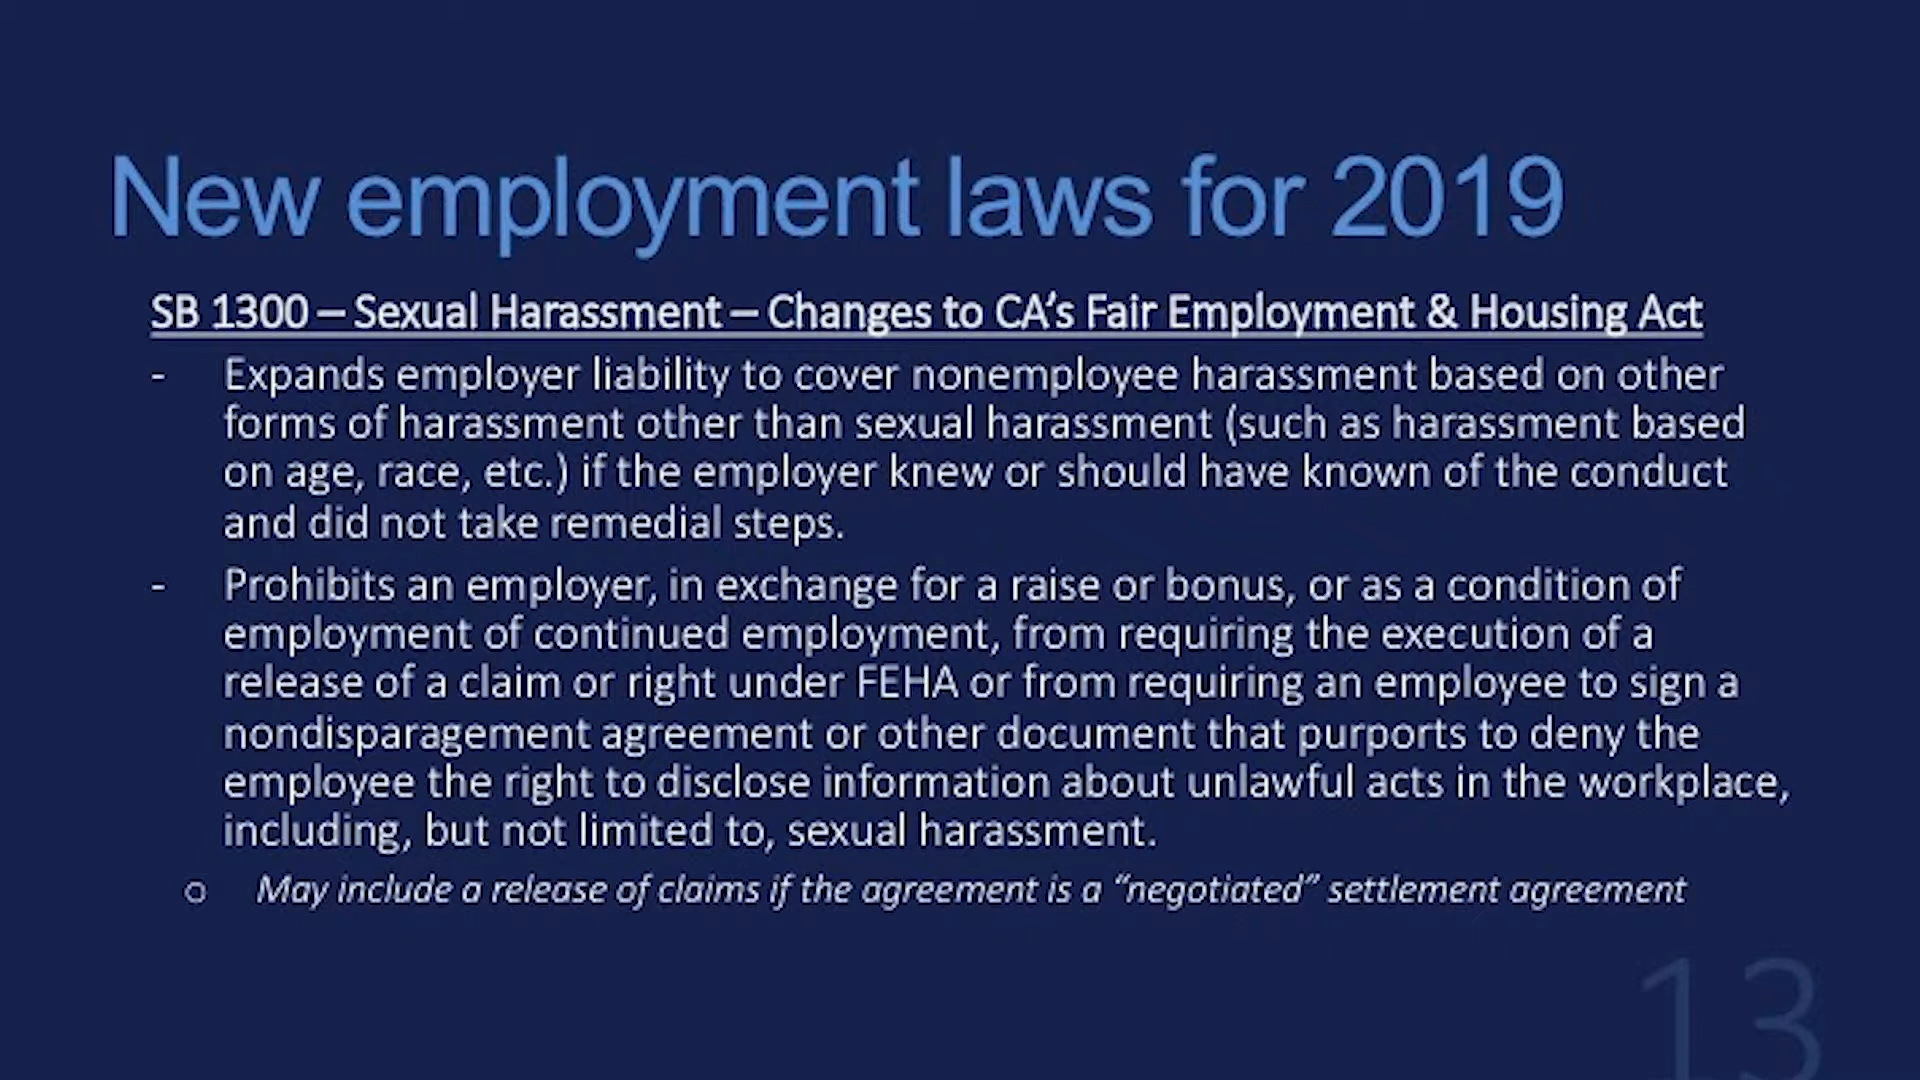 New employment laws for 2019
SB 1300 – Sexual Harassment – Changes to CA’s Fair Employment & Housing Act
- Expands employer liability to cover nonemployee harassment based on other
forms of harassment other than sexual harassment (such as harassment based
on age, race, etc.) if the employer knew or should have known of the conduct
and did not take remedial steps.
- Prohibits an employer, in exchange for a raise or bonus, or as a condition of
employment of continued employment, from requiring the execution of a
release of a claim or right under FEHA or from requiring an employee to sign a
nondisparagement agreement or other document that purports to deny the
employee the right to disclose information about unlawful acts in the workplace,
including, but not limited to, sexual harassment.
o May include a release of claims if the agreement is a “negotiated” settlement agreement
13